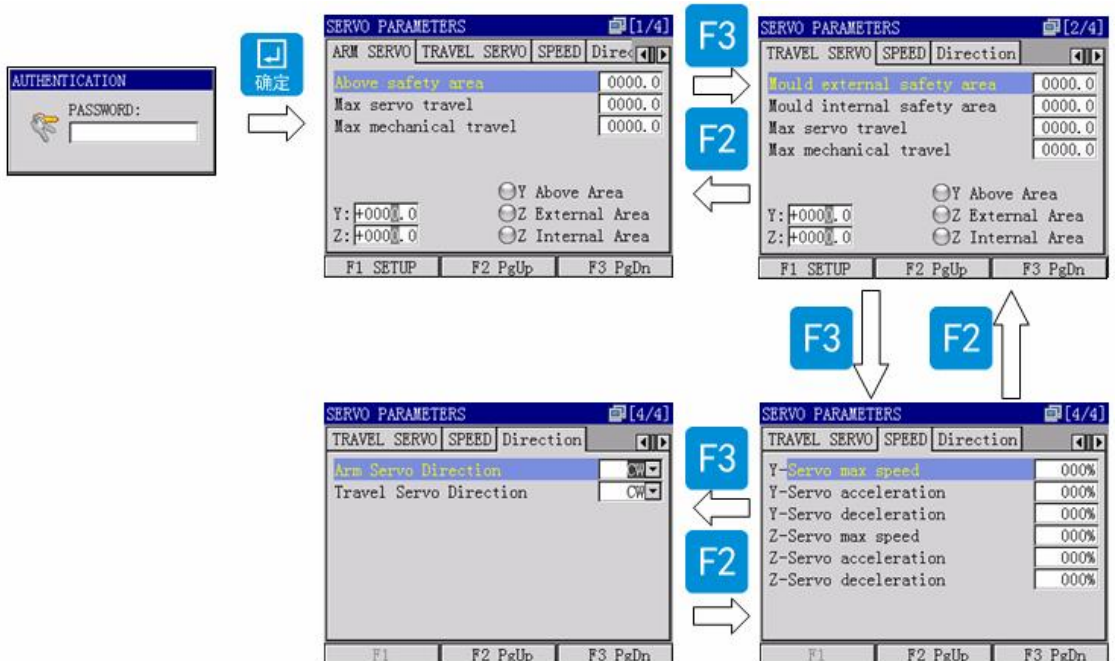 AUTHENTICATION
PASSWORD:
确定
SERVO PARAMETERS [1/4]
ARM SERVO TRAVEL SERVO SPEED Direc
Above safety area 0000.0
Max servo travel 0000.0
Max mechanical travel 0000.0
Y Above Area
Y:+0000.0 Z External Area
Z:+0000.0 Z Internal Area
F1 SETUP F2 PgUp F3 PgDn
F3
F2
SERVO PARAMETERS [2/4]
TRAVEL SERVO SPEED Direction
Mould external safety area 0000.0
Mould internal safety area 0000.0
Max servo travel 0000.0
Max mechanical travel 0000.0
Y Above Area
Y:+0000.0 Z External Area
Z:+0000.0 Z Internal Area
F1 SETUP F2 PgUp F3 PgDn
F3
F2
SERVO PARAMETERS [4/4]
TRAVEL SERVO SPEED Direction
Arm Servo Direction CW
Travel Servo Direction CW
F1 F2 PgUp F3 PgDn
F3
F2
SERVO PARAMETERS [4/4]
TRAVEL SERVO SPEED Direction
Y-Servo max speed 000%
Y-Servo acceleration 000%
Y-Servo deceleration 000%
Z-Servo max speed 000%
Z-Servo acceleration 000%
Z-Servo deceleration 000%
F1 F2 PgUp F3 PgDn